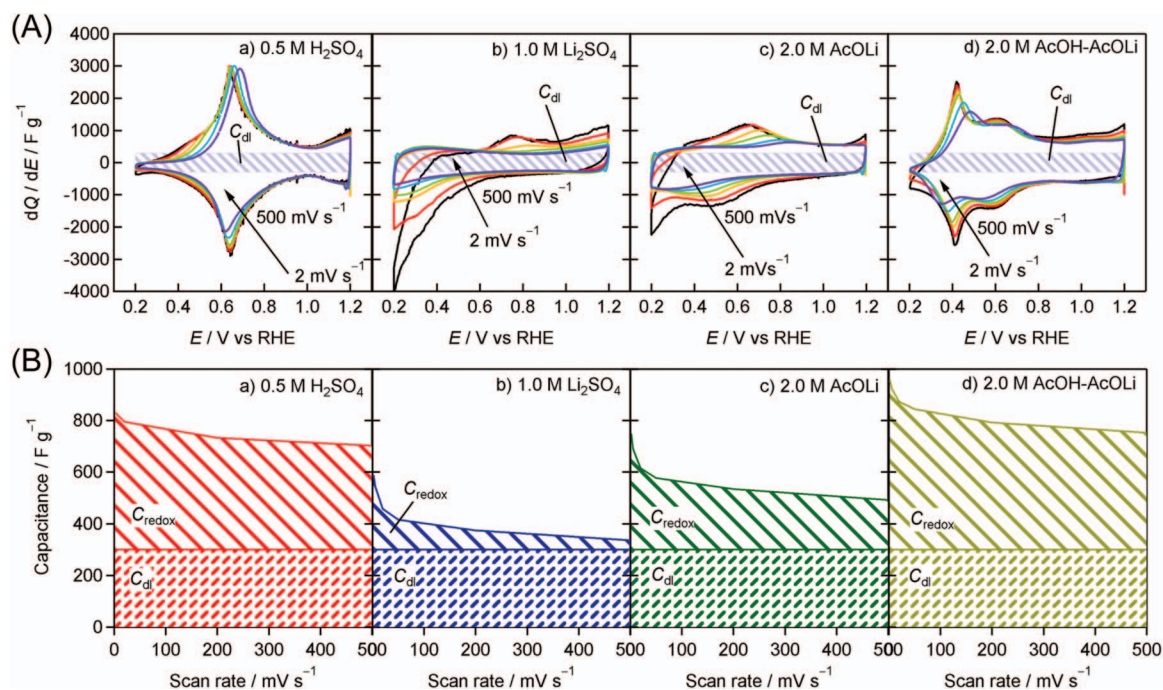 (A)
4000
3000
2000
1000
0
-1000
-2000
-3000
-4000
dQ / dE / F g⁻¹
a) 0.5 M H₂SO₄
C_dl
500 mV s⁻¹
2 mV s⁻¹
b) 1.0 M Li₂SO₄
C_dl
500 mV s⁻¹
2 mV s⁻¹
c) 2.0 M AcOLi
C_dl
500 mV s⁻¹
2 mVs⁻¹
d) 2.0 M AcOH-AcOLi
C_dl
500 mV s⁻¹
2 mV s⁻¹
0.2 0.4 0.6 0.8 1.0 1.2 0.2 0.4 0.6 0.8 1.0 1.2 0.2 0.4 0.6 0.8 1.0 1.2 0.2 0.4 0.6 0.8 1.0 1.2
E / V vs RHE E / V vs RHE E / V vs RHE E / V vs RHE
(B)
1000
800
600
400
200
0
Capacitance / F g⁻¹
a) 0.5 M H₂SO₄
C_redox
C_dl
b) 1.0 M Li₂SO₄
C_redox
C_dl
c) 2.0 M AcOLi
C_redox
C_dl
d) 2.0 M AcOH-AcOLi
C_redox
C_dl
0 100 200 300 400 500 100 200 300 400 500 100 200 300 400 500 100 200 300 400 500
Scan rate / mV s⁻¹ Scan rate / mV s⁻¹ Scan rate / mV s⁻¹ Scan rate / mV s⁻¹